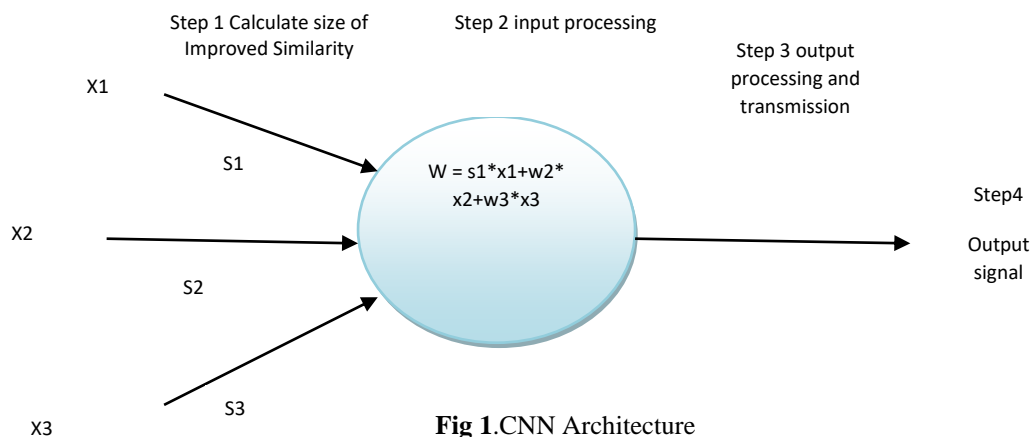 Step 1 Calculate size of
Improved Similarity
Step 2 input processing
Step 3 output
processing and
transmission
X1
S1
W = s1*x1+w2*
x2+w3*x3
X2
S2
Step4
Output
signal
X3
S3
Fig 1.CNN Architecture